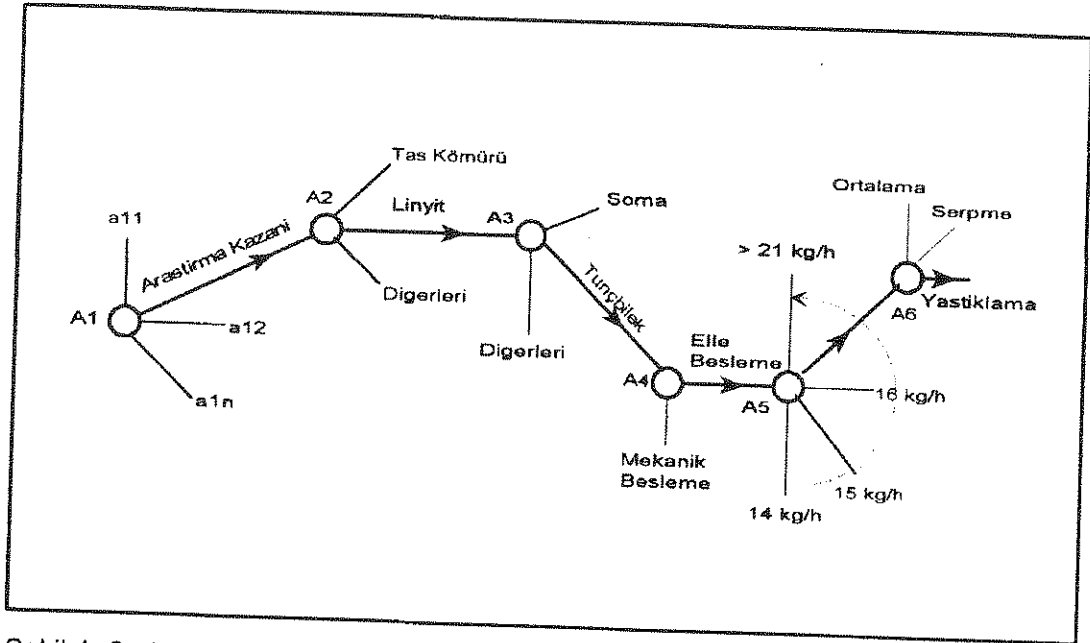 Tas Kömürü
A2
Linyit
A3
Soma
Ortalama
Serpme
a11
Arastirma Kazani
> 21 kg/h
Digerleri
Tunçbilek
A6
Yastiklama
A1
a12
Digerleri
Elle
Besleme
A4
A5
16 kg/h
a1n
Mekanik
Besleme
15 kg/h
14 kg/h